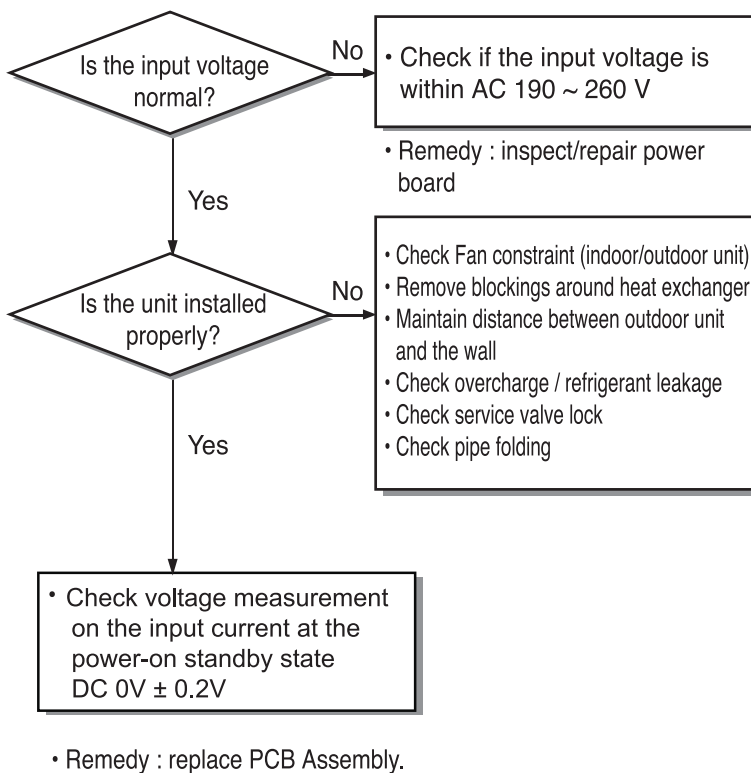 Is the input voltage
normal?
No
• Check if the input voltage is
within AC 190 ~ 260 V
• Remedy : inspect/repair power
board
Yes
Is the unit installed
properly?
No
• Check Fan constraint (indoor/outdoor unit)
• Remove blockings around heat exchanger
• Maintain distance between outdoor unit
and the wall
• Check overcharge / refrigerant leakage
• Check service valve lock
• Check pipe folding
Yes
• Check voltage measurement
on the input current at the
power-on standby state
DC 0V ± 0.2V
• Remedy : replace PCB Assembly.